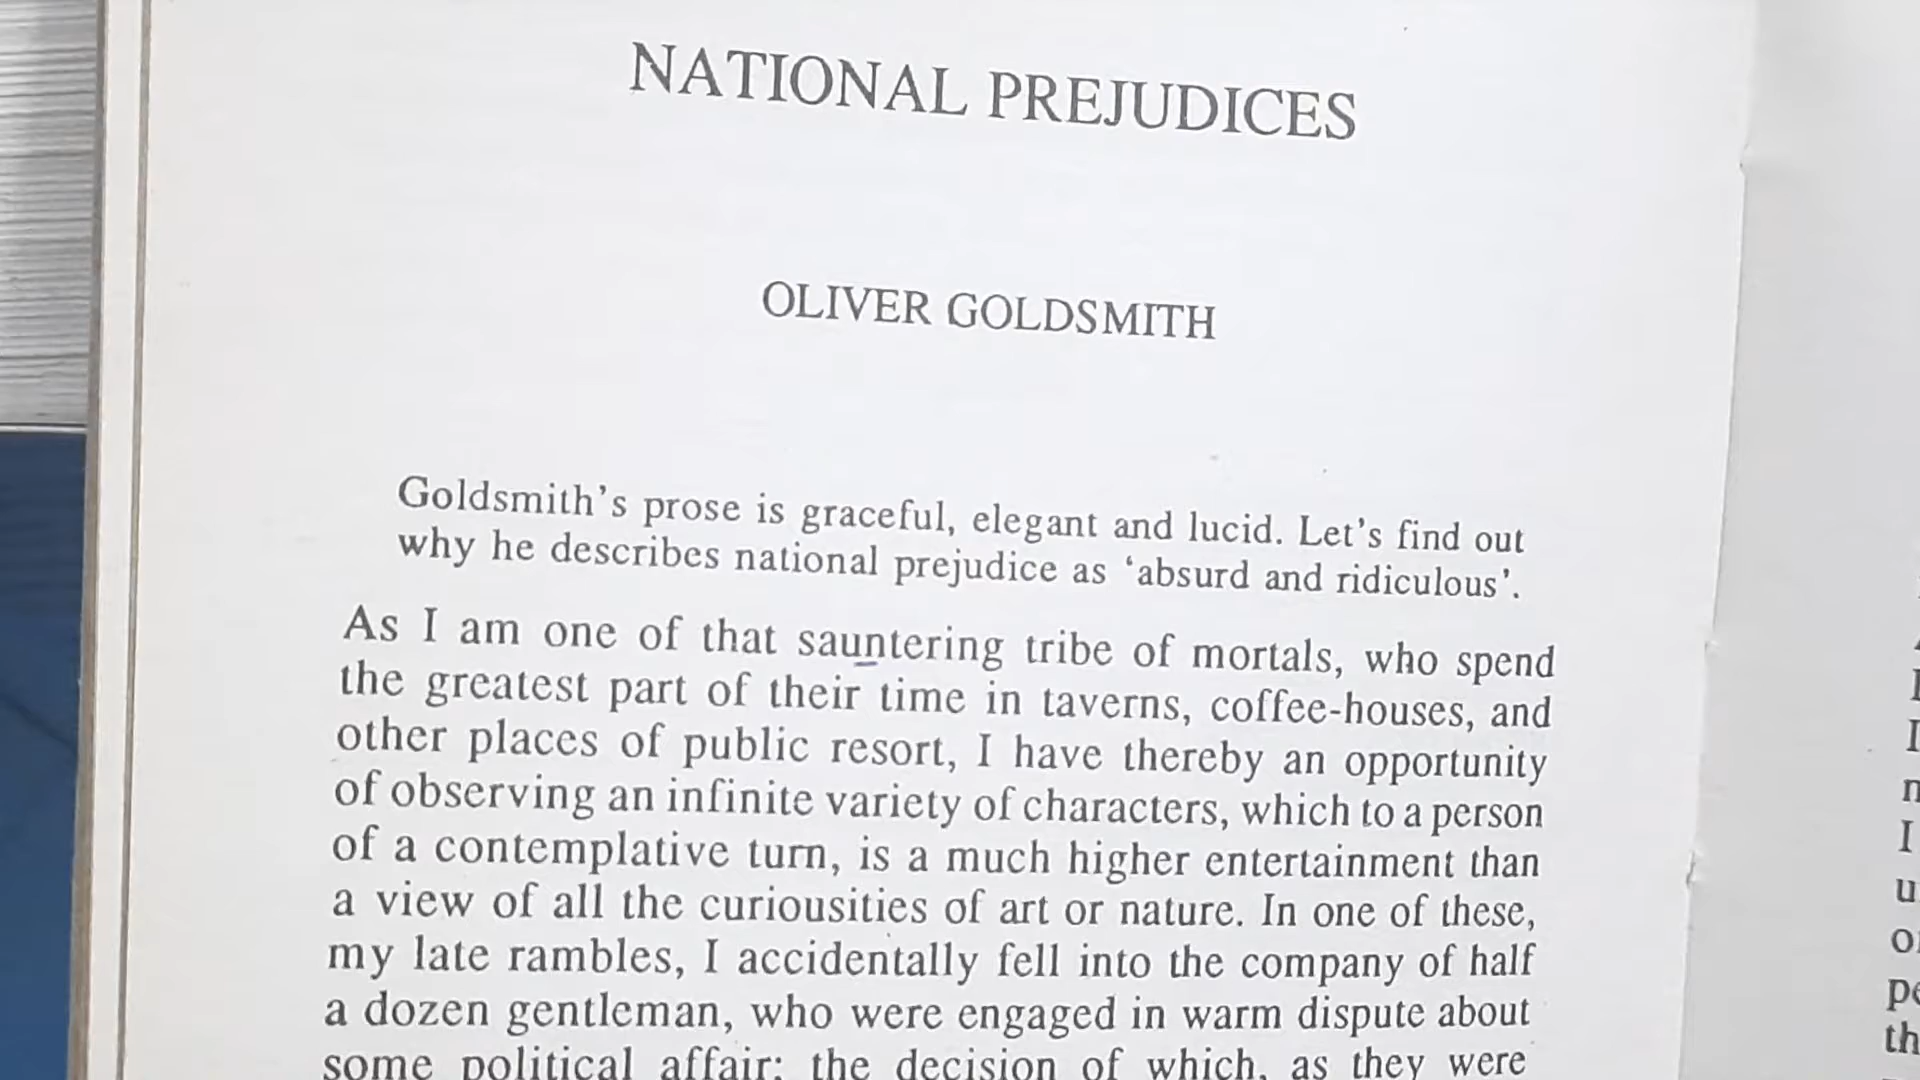 NATIONAL PREJUDICES
OLIVER GOLDSMITH
Goldsmith's prose is graceful, elegant and lucid. Let's find out
why he describes national prejudice as 'absurd and ridiculous'.
As I am one of that sauntering tribe of mortals, who spend
the greatest part of their time in taverns, coffee-houses, and
other places of public resort, I have thereby an opportunity
of observing an infinite variety of characters, which to a person
of a contemplative turn, is a much higher entertainment than
a view of all the curiousities of art or nature. In one of these,
my late rambles, I accidentally fell into the company of half
a dozen gentleman, who were engaged in warm dispute about
some political affair; the decision of which, as they were